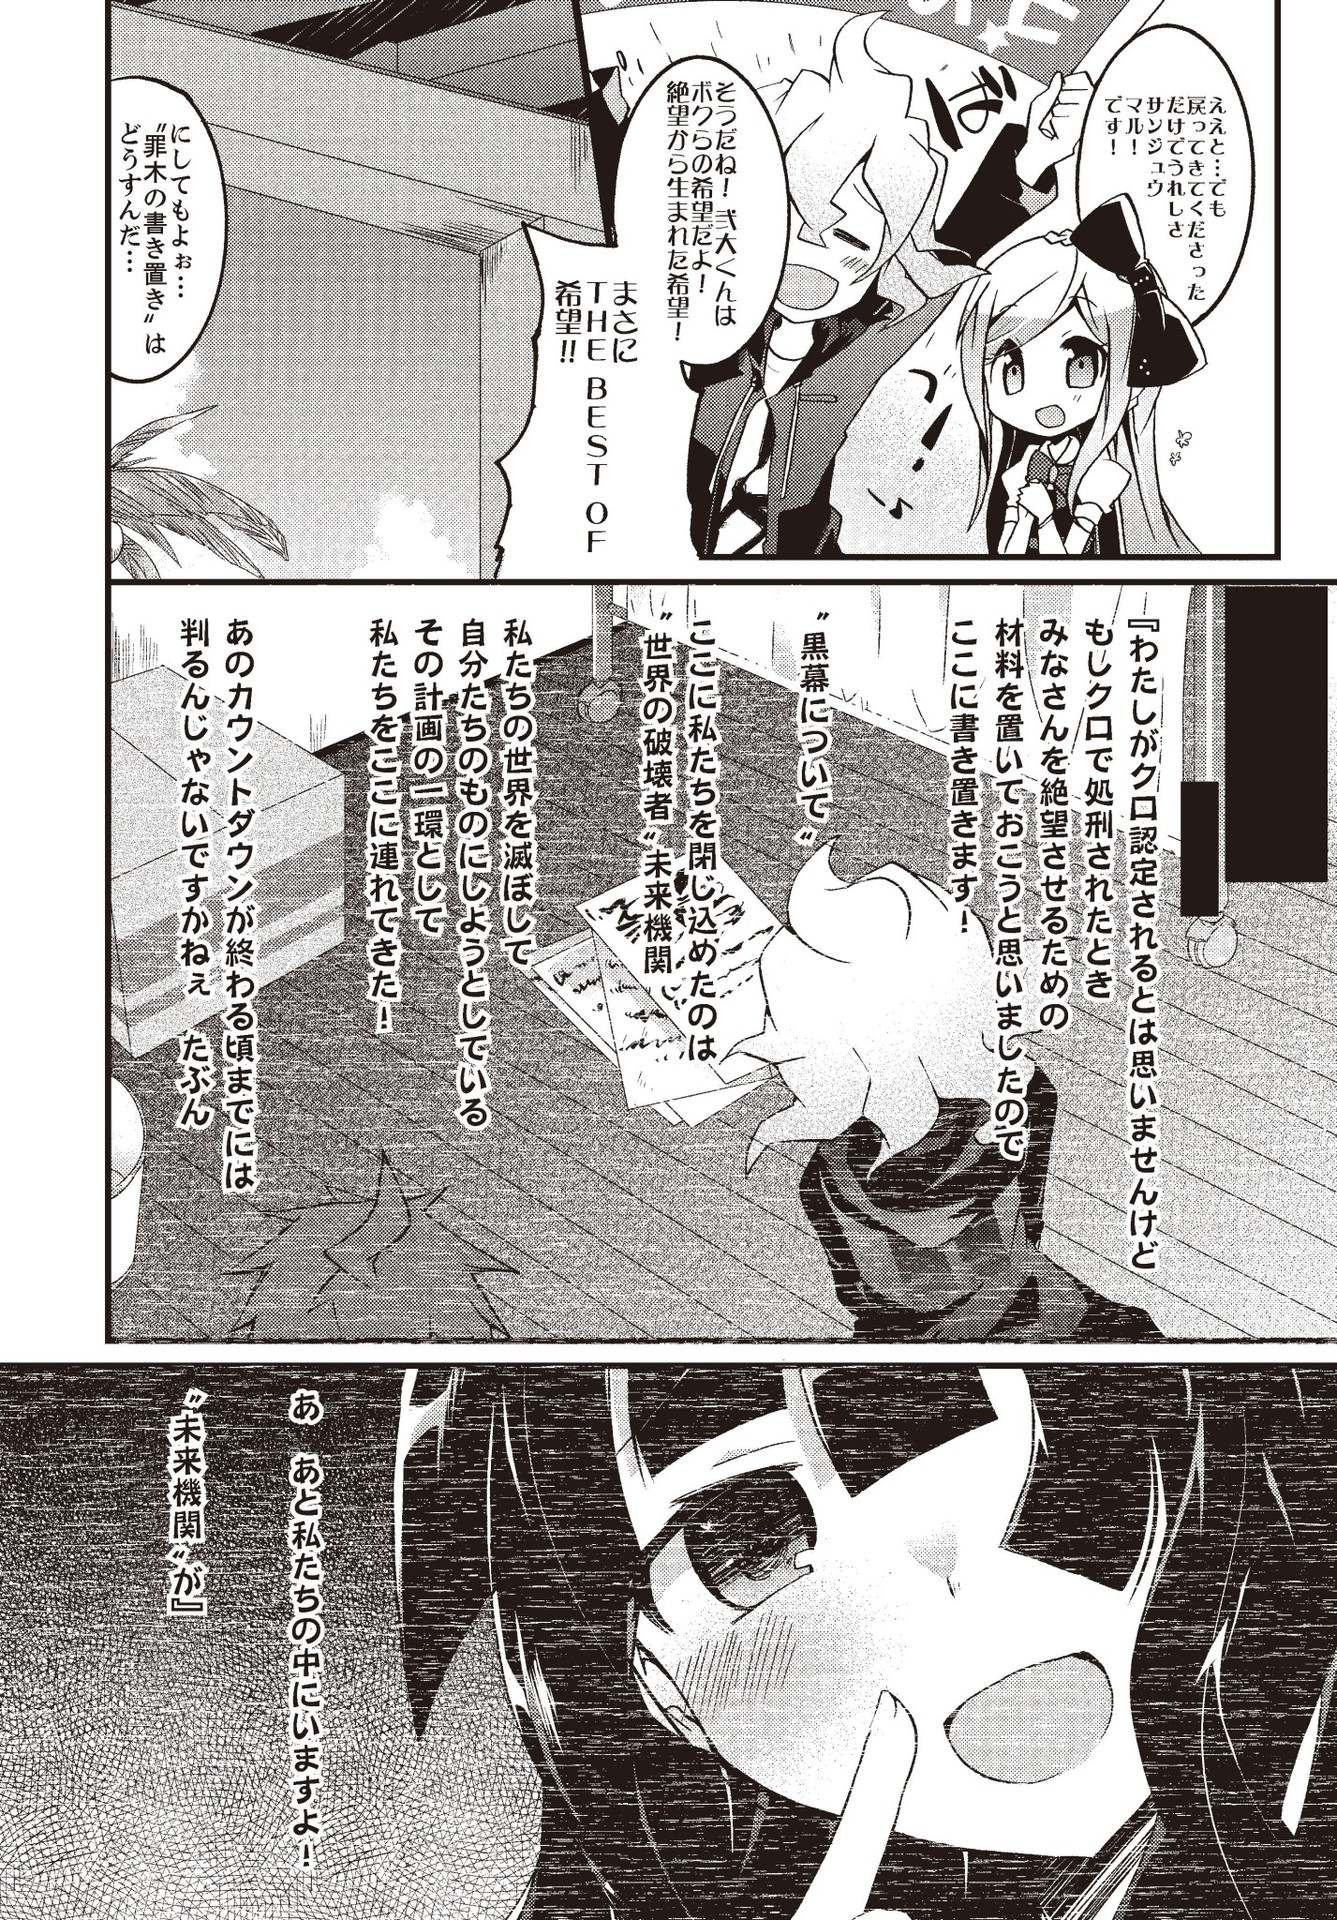 ええと…でも
戻ってきてくださった
だけでうれしさ
サンジュウ
マル！
です！
そうだね！弐大くんは
ボクらの希望だよ！
絶望から生まれた希望！
まさに
THE BEST OF
希望!!
にしてもよぉ…
〝罪木の書き置き〟は
どうすんだ…
『わたしがクロ認定されるとは思いませんけど
もしクロで処刑されたとき
みなさんを絶望させるための
材料を置いておこうと思いましたので
ここに書き置きます！
〝黒幕について〟
ここに私たちを閉じ込めたのは
〝世界の破壊者〟未来機関
私たちの世界を滅ぼして
自分たちのものにしようとしている
その計画の一環として
私たちをここに連れてきた！
あのカウントダウンが終わる頃までには
判るんじゃないですかねぇ　たぶん
あ　あと私たちの中にいますよ！
〝未来機関〟が』